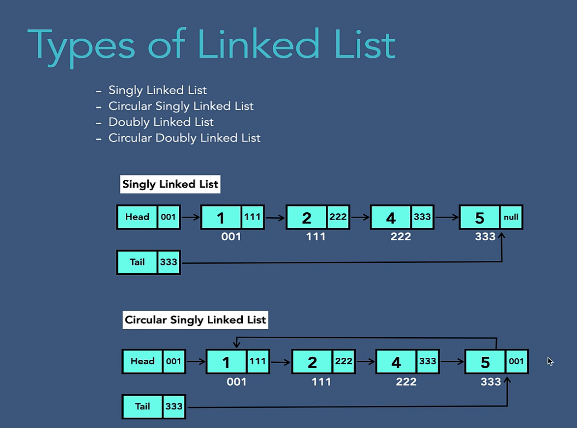 Types of Linked List
– Singly Linked List
– Circular Singly Linked List
– Doubly Linked List
– Circular Doubly Linked List
Singly Linked List
Head 001 1 111 2 222 4 333 5 null
001 111 222 333
Tail 333
Circular Singly Linked List
Head 001 1 111 2 222 4 333 5 001
001 111 222 333
Tail 333